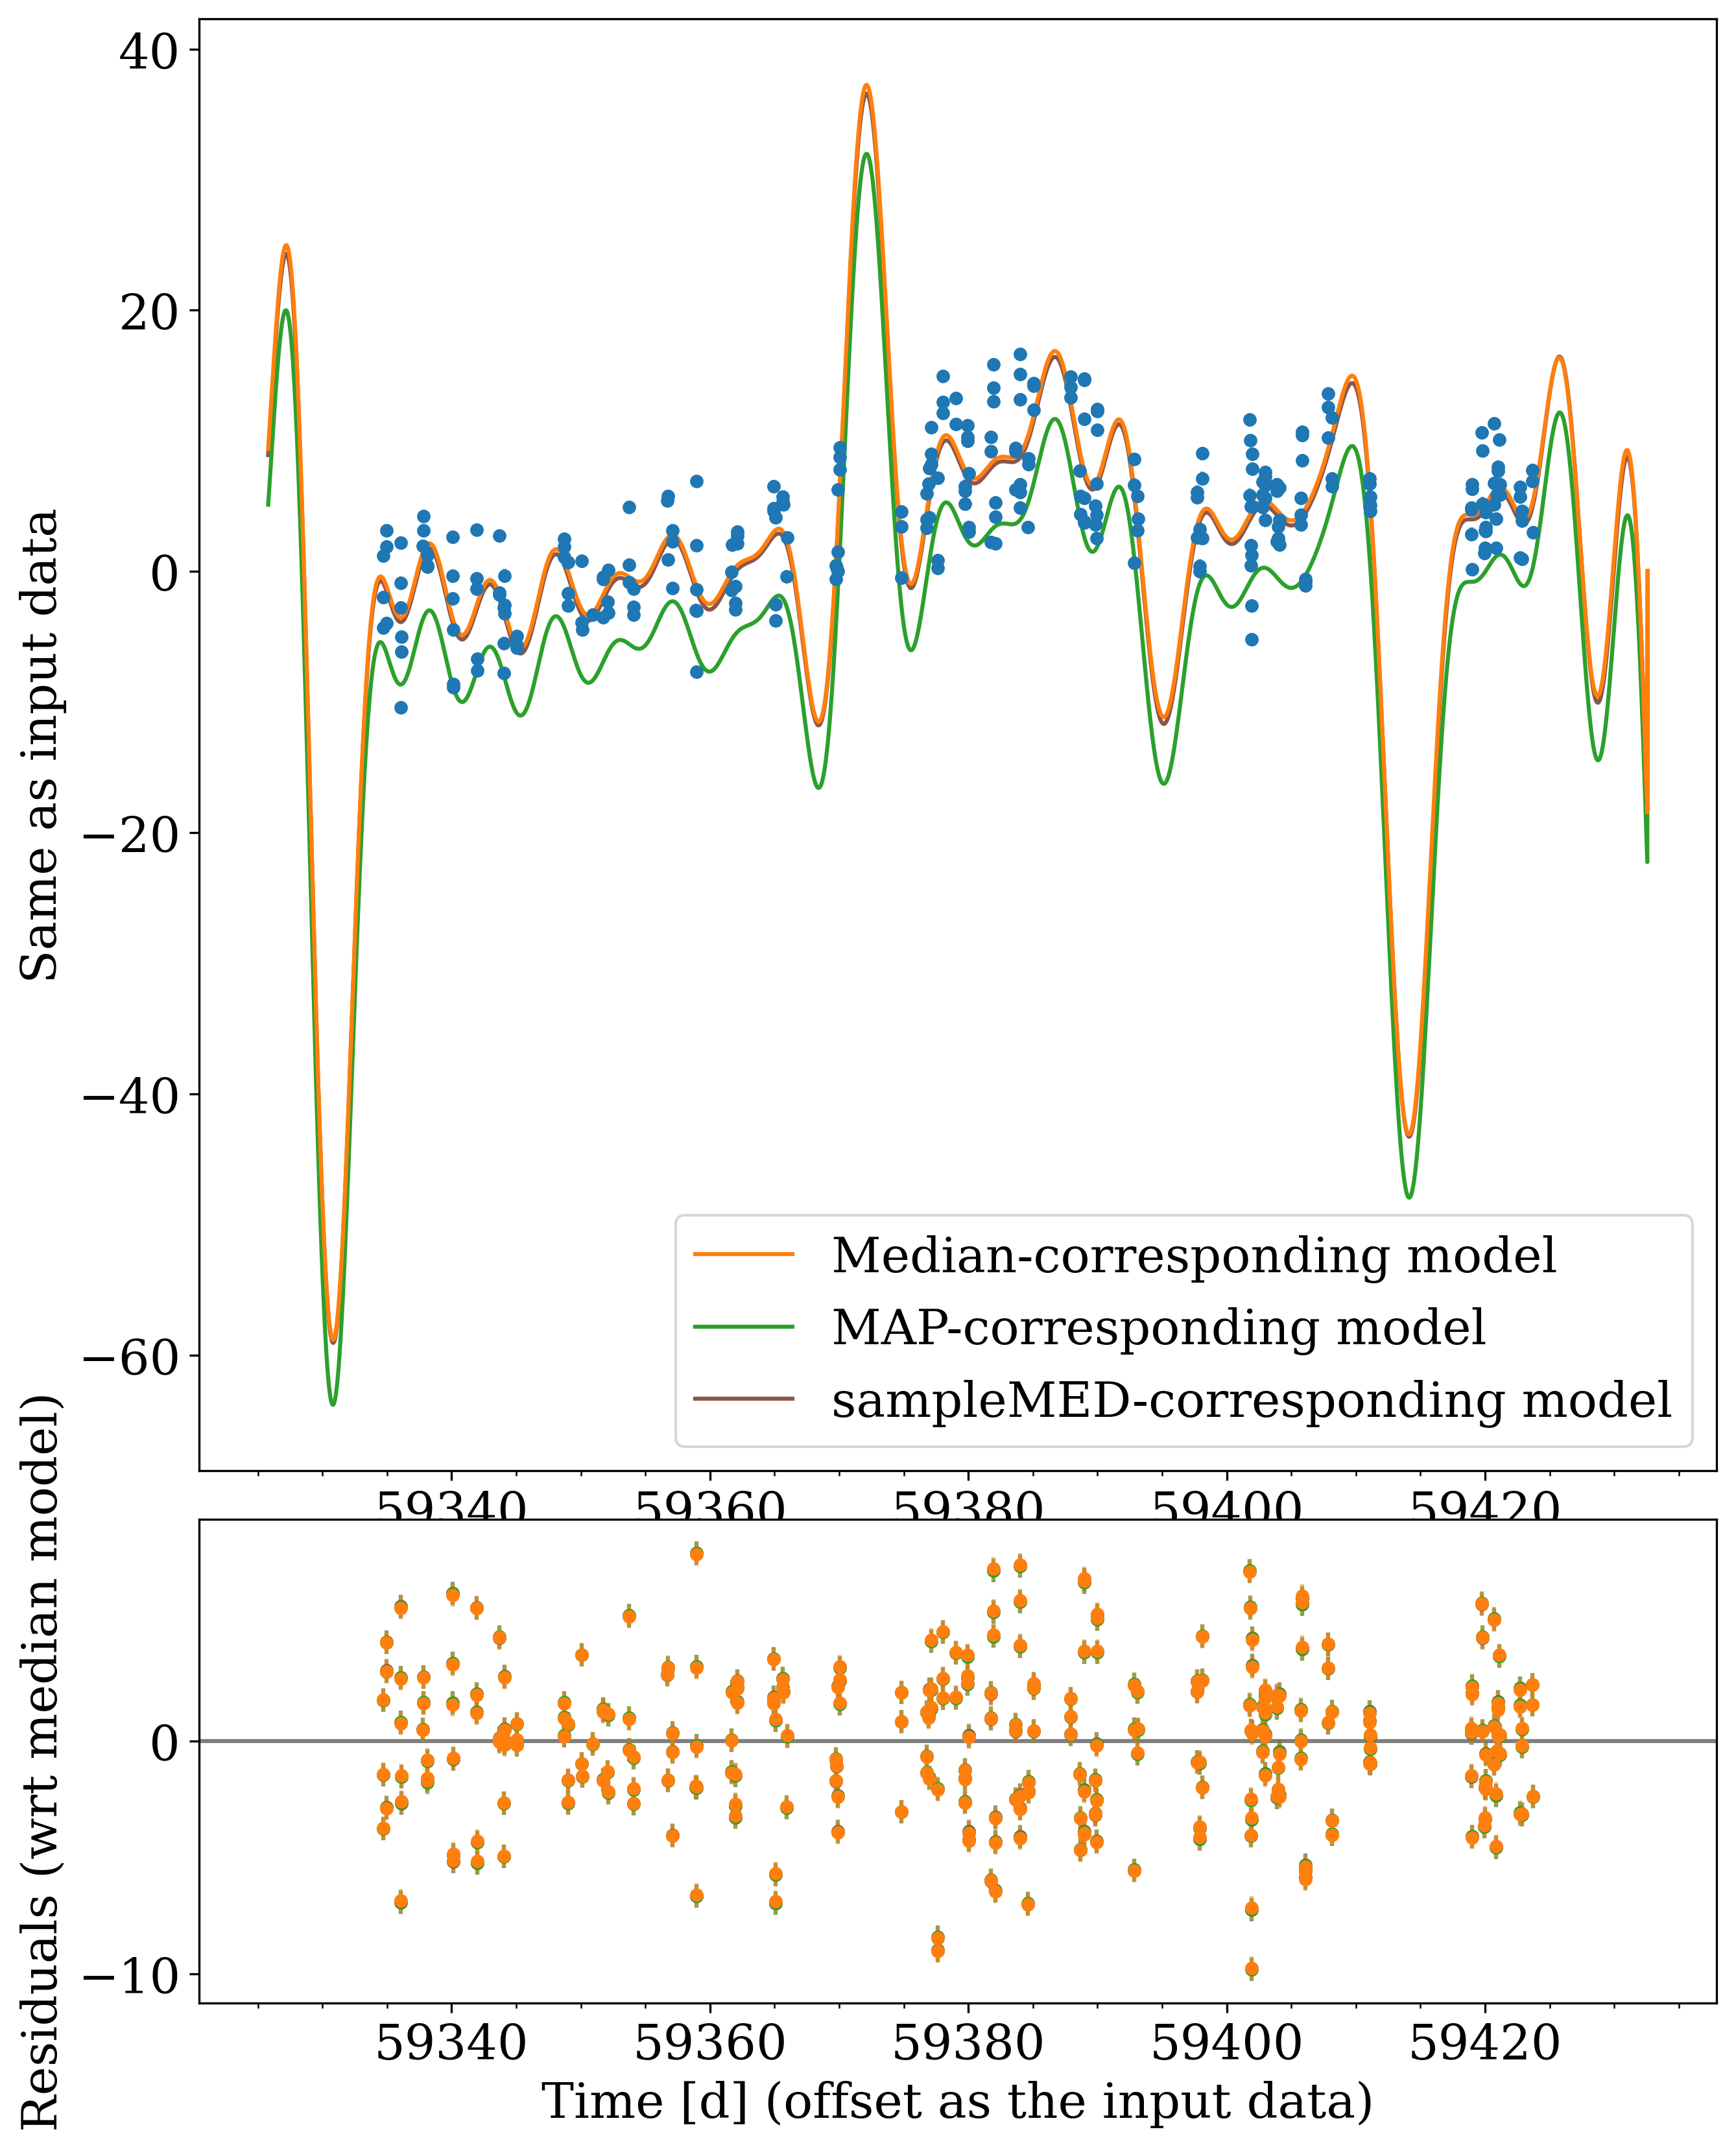 Same as input data
40
20
0
−20
−40
−60
Median-corresponding model
MAP-corresponding model
sampleMED-corresponding model
59340 59360 59380 59400 59420
Residuals (wrt median model)
0
−10
59340 59360 59380 59400 59420
Time [d] (offset as the input data)